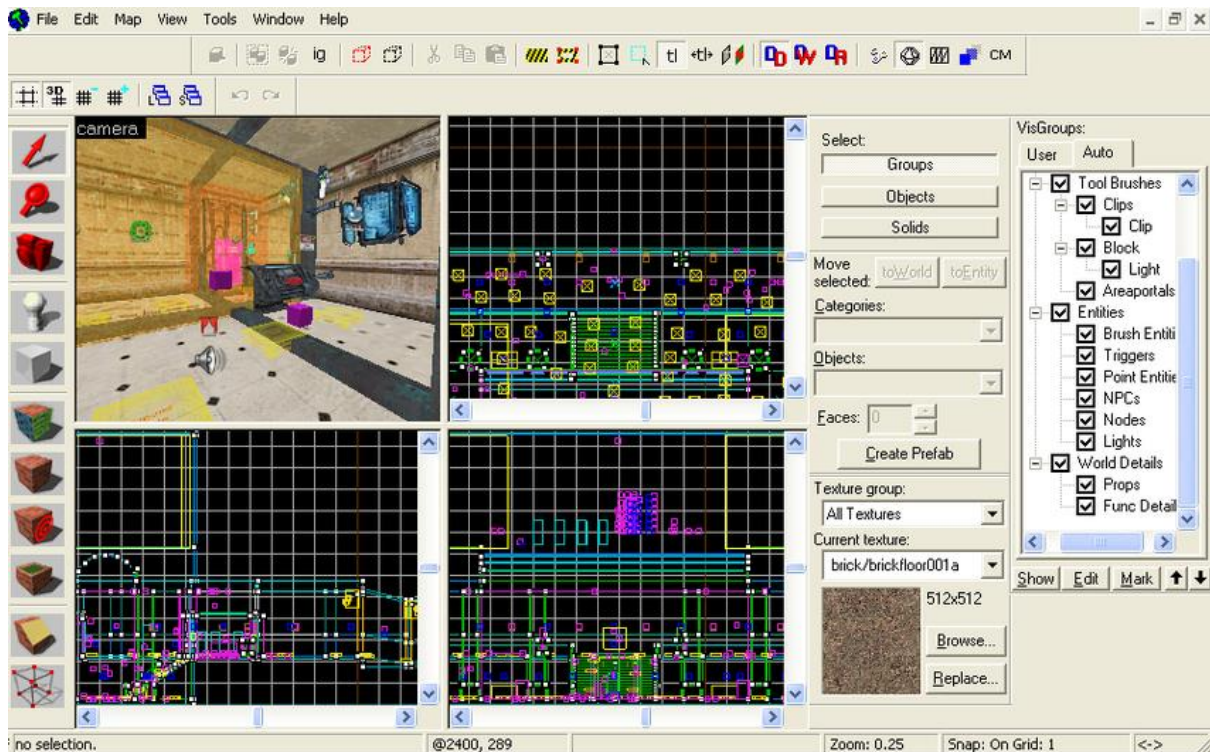 File Edit Map View Tools Window Help
ig tl +tl+ CM
3D L S
camera
Select:
Groups
Objects
Solids
Move
selected: toWorld toEntity
Categories:
Objects:
Faces: 0
Create Prefab
Texture group:
All Textures
Current texture:
brick/brickfloor001a
512x512
Browse...
Replace...
VisGroups:
User Auto
Tool Brushes
Clips
Clip
Block
Light
Areaportals
Entities
Brush Entiti
Triggers
Point Entitie
NPCs
Nodes
Lights
World Details
Props
Func Detail
Show Edit Mark
no selection. @2400, 289 Zoom: 0.25 Snap: On Grid: 1 <->